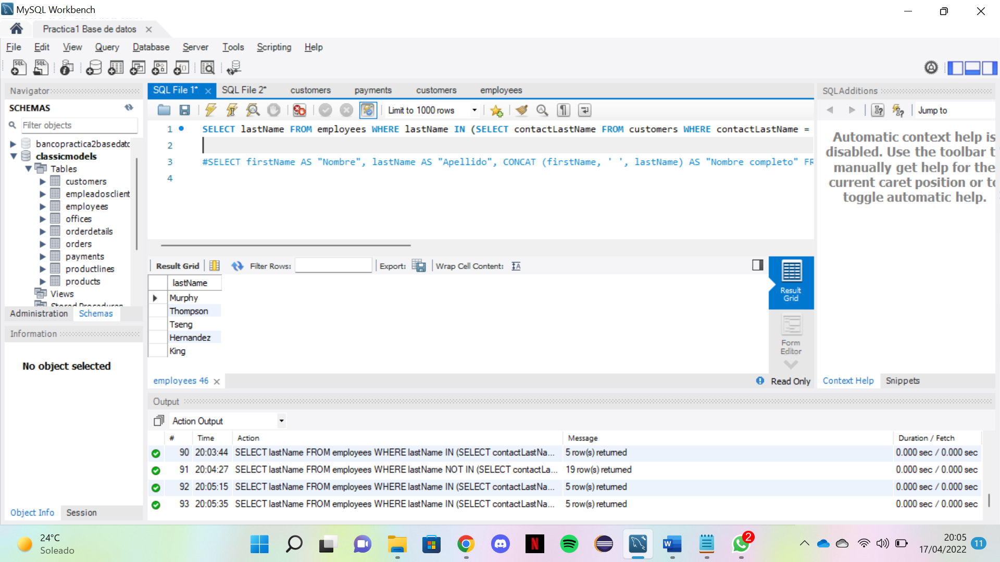 MySQL Workbench
Practica1 Base de datos
File Edit View Query Database Server Tools Scripting Help
Navigator
SCHEMAS
Filter objects
bancopractica2basedatc
classicmodels
Tables
customers
empleadosclient
employees
offices
orderdetails
orders
payments
productlines
products
Views
Stored Procedures
Administration Schemas
Information
No object selected
Object Info Session
SQL File 1* SQL File 2* customers payments customers employees
Limit to 1000 rows
1 SELECT lastName FROM employees WHERE lastName IN (SELECT contactLastName FROM customers WHERE contactLastName =
2
3 #SELECT firstName AS "Nombre", lastName AS "Apellido", CONCAT (firstName, ' ', lastName) AS "Nombre completo" FR
4
Result Grid Filter Rows: Export: Wrap Cell Content:
lastName
Murphy
Thompson
Tseng
Hernandez
King
Result Grid
Form Editor
employees 46
Read Only
SQLAdditions
Jump to
Automatic context help is
disabled. Use the toolbar t
manually get help for the
current caret position or to
toggle automatic help.
Context Help Snippets
Output
Action Output
# Time Action Message Duration / Fetch
90 20:03:44 SELECT lastName FROM employees WHERE lastName IN (SELECT contactLastNa... 5 row(s) returned 0.000 sec / 0.000 sec
91 20:04:27 SELECT lastName FROM employees WHERE lastName NOT IN (SELECT contactLa... 19 row(s) returned 0.000 sec / 0.000 sec
92 20:05:15 SELECT lastName FROM employees WHERE lastName IN (SELECT contactLastNa... 5 row(s) returned 0.000 sec / 0.000 sec
93 20:05:35 SELECT lastName FROM employees WHERE lastName IN (SELECT contactLastNa... 5 row(s) returned 0.000 sec / 0.000 sec
24°C
Soleado
2
20:05
17/04/2022
11